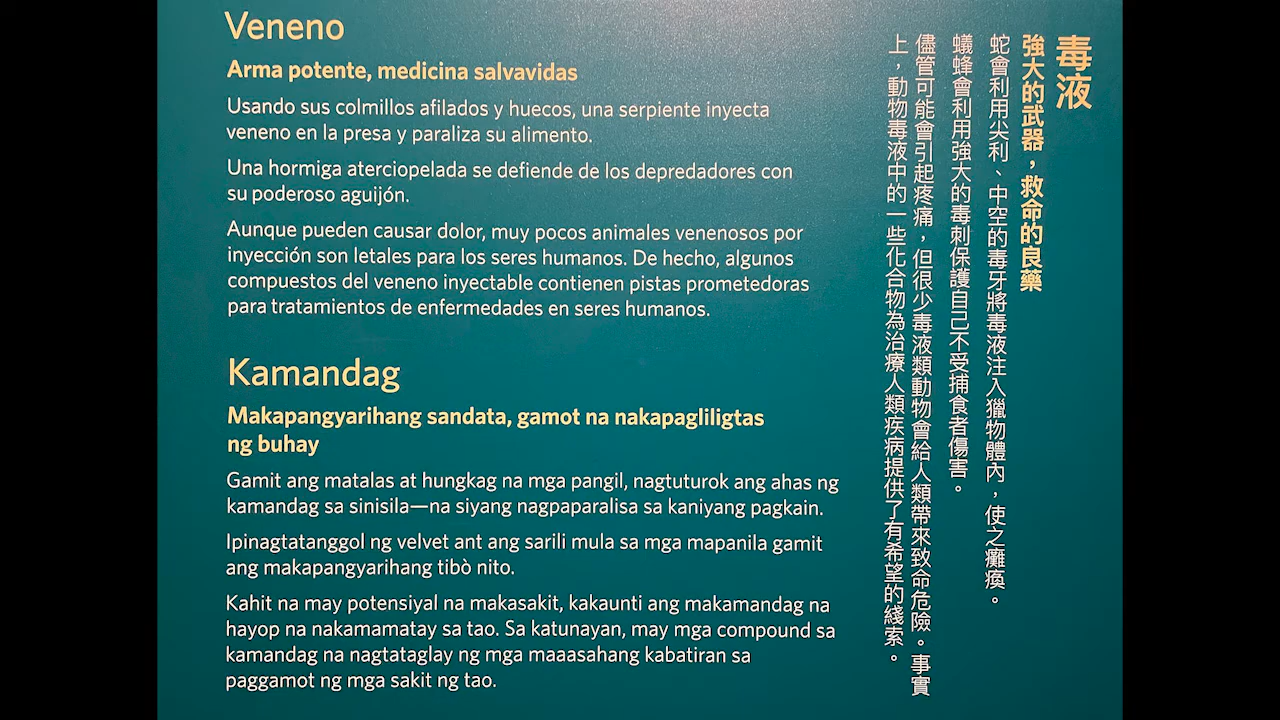 Veneno
Arma potente, medicina salvavidas
Usando sus colmillos afilados y huecos, una serpiente inyecta
veneno en la presa y paraliza su alimento.
Una hormiga aterciopelada se defiende de los depredadores con
su poderoso aguijón.
Aunque pueden causar dolor, muy pocos animales venenosos por
inyección son letales para los seres humanos. De hecho, algunos
compuestos del veneno inyectable contienen pistas prometedoras
para tratamientos de enfermedades en seres humanos.
Kamandag
Makapangyarihang sandata, gamot na nakapagliligtas
ng buhay
Gamit ang matalas at hungkag na mga pangil, nagtuturok ang ahas ng
kamandag sa sinisila—na siyang nagpaparalisa sa kaniyang pagkain.
Ipinagtatanggol ng velvet ant ang sarili mula sa mga mapanila gamit
ang makapangyarihang tibò nito.
Kahit na may potensiyal na makasakit, kakaunti ang makamandag na
hayop na nakamamatay sa tao. Sa katunayan, may mga compound sa
kamandag na nagtataglay ng mga maaasahang kabatiran sa
paggamot ng mga sakit ng tao.
毒液
強大的武器，救命的良藥
蛇會利用尖利、中空的毒牙將毒液注入獵物體內，使之癱瘓。
蟻蜂會利用強大的毒刺保護自己不受捕食者傷害。
儘管可能會引起疼痛，但很少毒液類動物會給人類帶來致命危險。事實
上，動物毒液中的一些化合物為治療人類疾病提供了有希望的綫索。